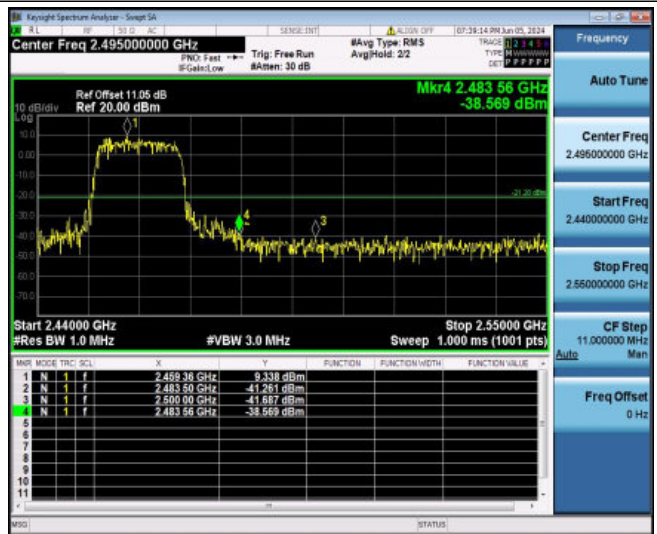 Keysight Spectrum Analyzer - Swept SA
RL RF 50 Ω AC SENSE:INT ALIGN OFF 07:39:14 PM Jun 05, 2024
Center Freq 2.495000000 GHz
PNO: Fast
IFGain:Low
Trig: Free Run
#Atten: 30 dB
#Avg Type: RMS
Avg|Hold: 2/2
TRACE 1 2 3 4 5 6
TYPE M WWWWW
DET P P P P P P
Frequency
Auto Tune
Center Freq
2.495000000 GHz
Start Freq
2.440000000 GHz
Stop Freq
2.550000000 GHz
CF Step
11.000000 MHz
Auto Man
Freq Offset
0 Hz
Mkr4 2.483 56 GHz
-38.569 dBm
Ref Offset 11.05 dB
10 dB/div Ref 20.00 dBm
Log
10.0
0.00
-10.0
-20.0
-30.0
-40.0
-50.0
-60.0
-70.0
1
4
3
-21.20 dBm
Start 2.44000 GHz Stop 2.55000 GHz
#Res BW 1.0 MHz #VBW 3.0 MHz Sweep 1.000 ms (1001 pts)
MKR MODE TRC SCL X Y FUNCTION FUNCTION WIDTH FUNCTION VALUE
1 N 1 f 2.459 36 GHz 9.338 dBm
2 N 1 f 2.483 50 GHz -41.261 dBm
3 N 1 f 2.500 00 GHz -41.687 dBm
4 N 1 f 2.483 56 GHz -38.569 dBm
5
6
7
8
9
10
11
MSG STATUS